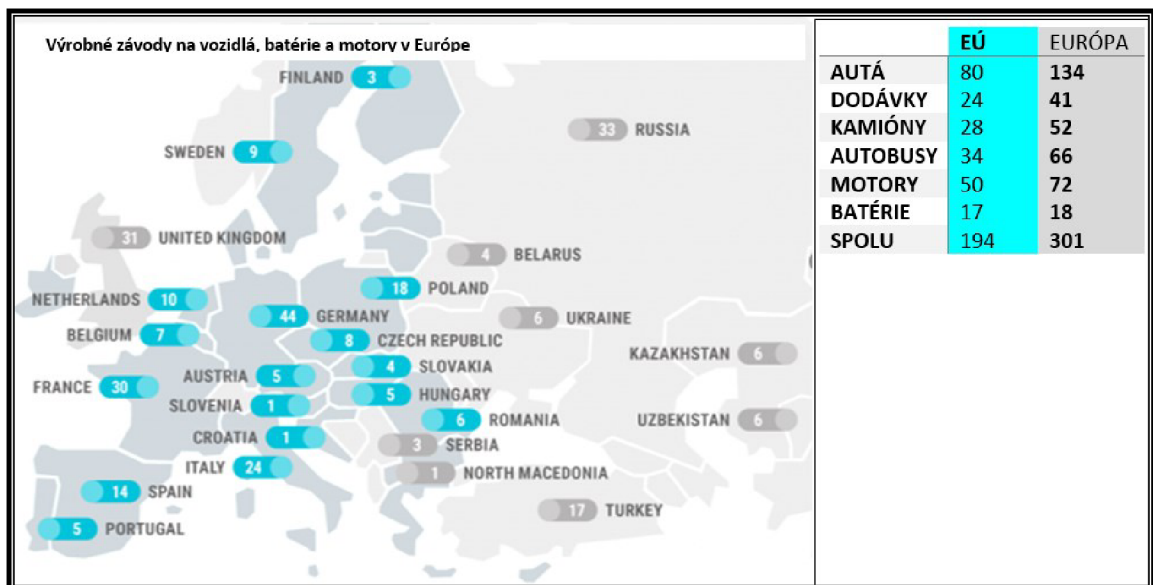 Výrobné závody na vozidlá, batérie a motory v Európe
FINLAND 3
33 RUSSIA
SWEDEN 9
31 UNITED KINGDOM
4 BELARUS
18 POLAND
NETHERLANDS 10
44 GERMANY
6 UKRAINE
BELGIUM 7
8 CZECH REPUBLIC
KAZAKHSTAN 6
4 SLOVAKIA
AUSTRIA 5
FRANCE 30
5 HUNGARY
SLOVENIA 1
6 ROMANIA
UZBEKISTAN 6
CROATIA 1
3 SERBIA
ITALY 24
1 NORTH MACEDONIA
14 SPAIN
17 TURKEY
5 PORTUGAL
EÚ EURÓPA
AUTÁ 80 134
DODÁVKY 24 41
KAMIÓNY 28 52
AUTOBUSY 34 66
MOTORY 50 72
BATÉRIE 17 18
SPOLU 194 301